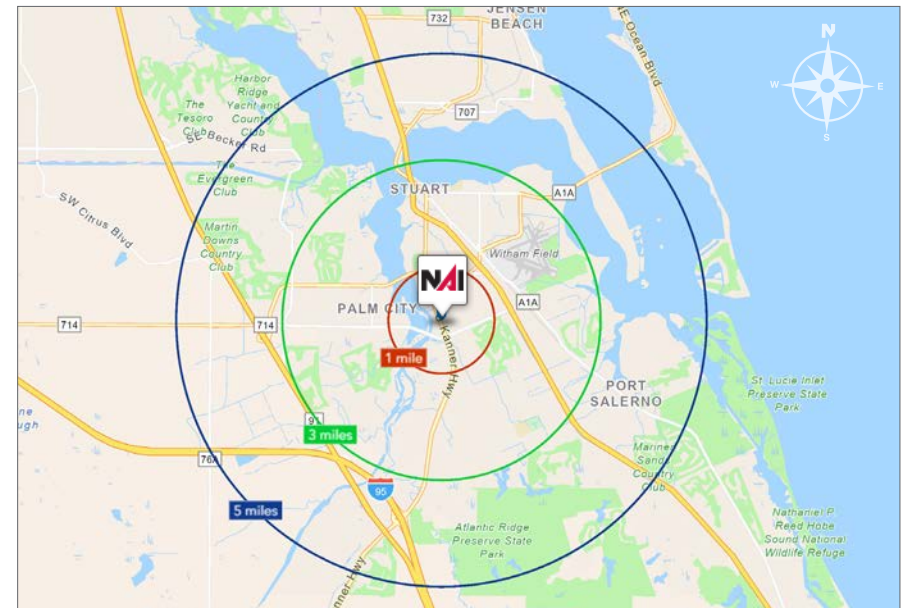 JENSEN
BEACH
732
NE Ocean Blvd
N
W
E
S
Harbor
Ridge
Yacht and
Country
Club
The
Tesoro
Club
707
SE Becker Rd
The
Evergreen
Club
STUART
A1A
SW Citrus Blvd
Martin
Downs
Country
Club
Witham Field
NAI
A1A
PALM CITY
714
714
Kanner Hwy
1 mile
PORT
SALERNO
St. Lucie Inlet
Preserve State
Park
91
3 miles
Mariner
Sands
Country
Club
76A
95
5 miles
Nathaniel P.
Reed Hobe
Sound National
Wildlife Refuge
Atlantic Ridge
Preserve State
Park
nner Hwy